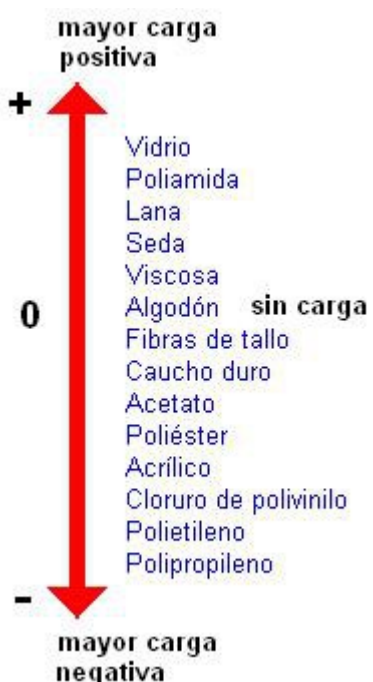 mayor carga
positiva
+
Vidrio
Poliamida
Lana
Seda
Viscosa
0 Algodón sin carga
Fibras de tallo
Caucho duro
Acetato
Poliéster
Acrílico
Cloruro de polivinilo
Polietileno
Polipropileno
-
mayor carga
negativa